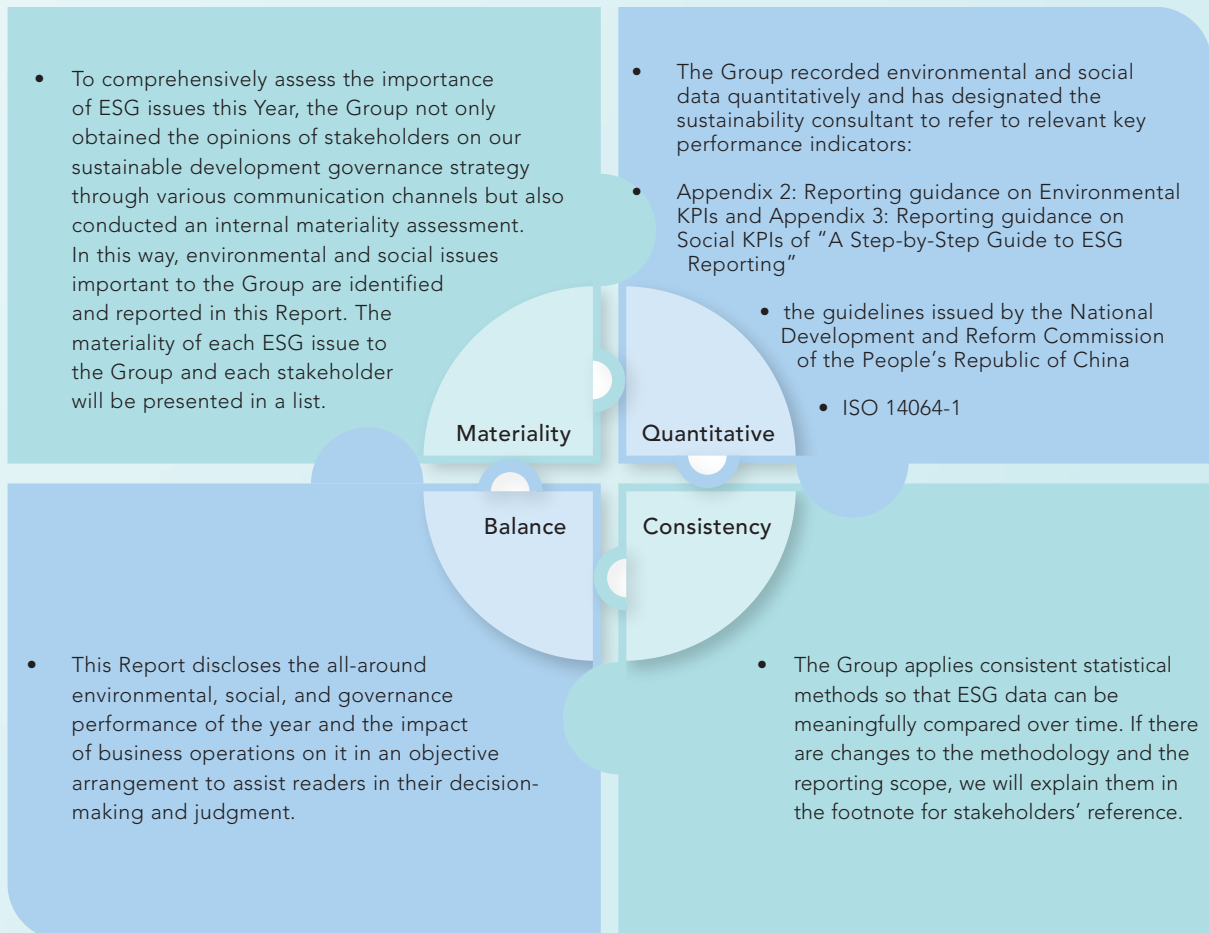 • To comprehensively assess the importance
of ESG issues this Year, the Group not only
obtained the opinions of stakeholders on our
sustainable development governance strategy
through various communication channels but also
conducted an internal materiality assessment.
In this way, environmental and social issues
important to the Group are identified
and reported in this Report. The
materiality of each ESG issue to
the Group and each stakeholder
will be presented in a list.
Materiality
• The Group recorded environmental and social
data quantitatively and has designated the
sustainability consultant to refer to relevant key
performance indicators:
• Appendix 2: Reporting guidance on Environmental
KPIs and Appendix 3: Reporting guidance on
Social KPIs of “A Step-by-Step Guide to ESG
Reporting”
• the guidelines issued by the National
Development and Reform Commission
of the People’s Republic of China
• ISO 14064-1
Quantitative
Balance
• This Report discloses the all-around
environmental, social, and governance
performance of the year and the impact
of business operations on it in an objective
arrangement to assist readers in their decision-
making and judgment.
Consistency
• The Group applies consistent statistical
methods so that ESG data can be
meaningfully compared over time. If there
are changes to the methodology and the
reporting scope, we will explain them in
the footnote for stakeholders’ reference.